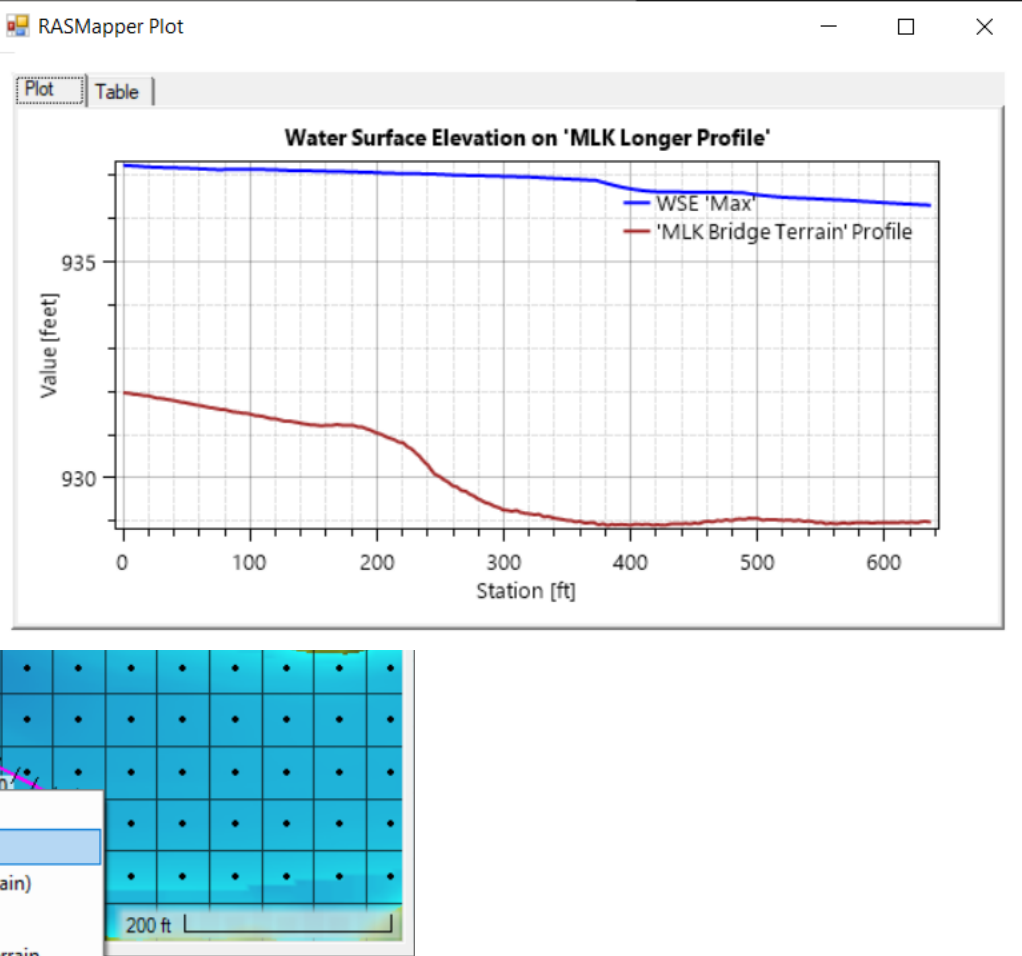 RASMapper Plot
Plot Table
Water Surface Elevation on 'MLK Longer Profile'
WSE 'Max'
'MLK Bridge Terrain' Profile
935
930
Value [feet]
0 100 200 300 400 500 600
Station [ft]
ain)
200 ft